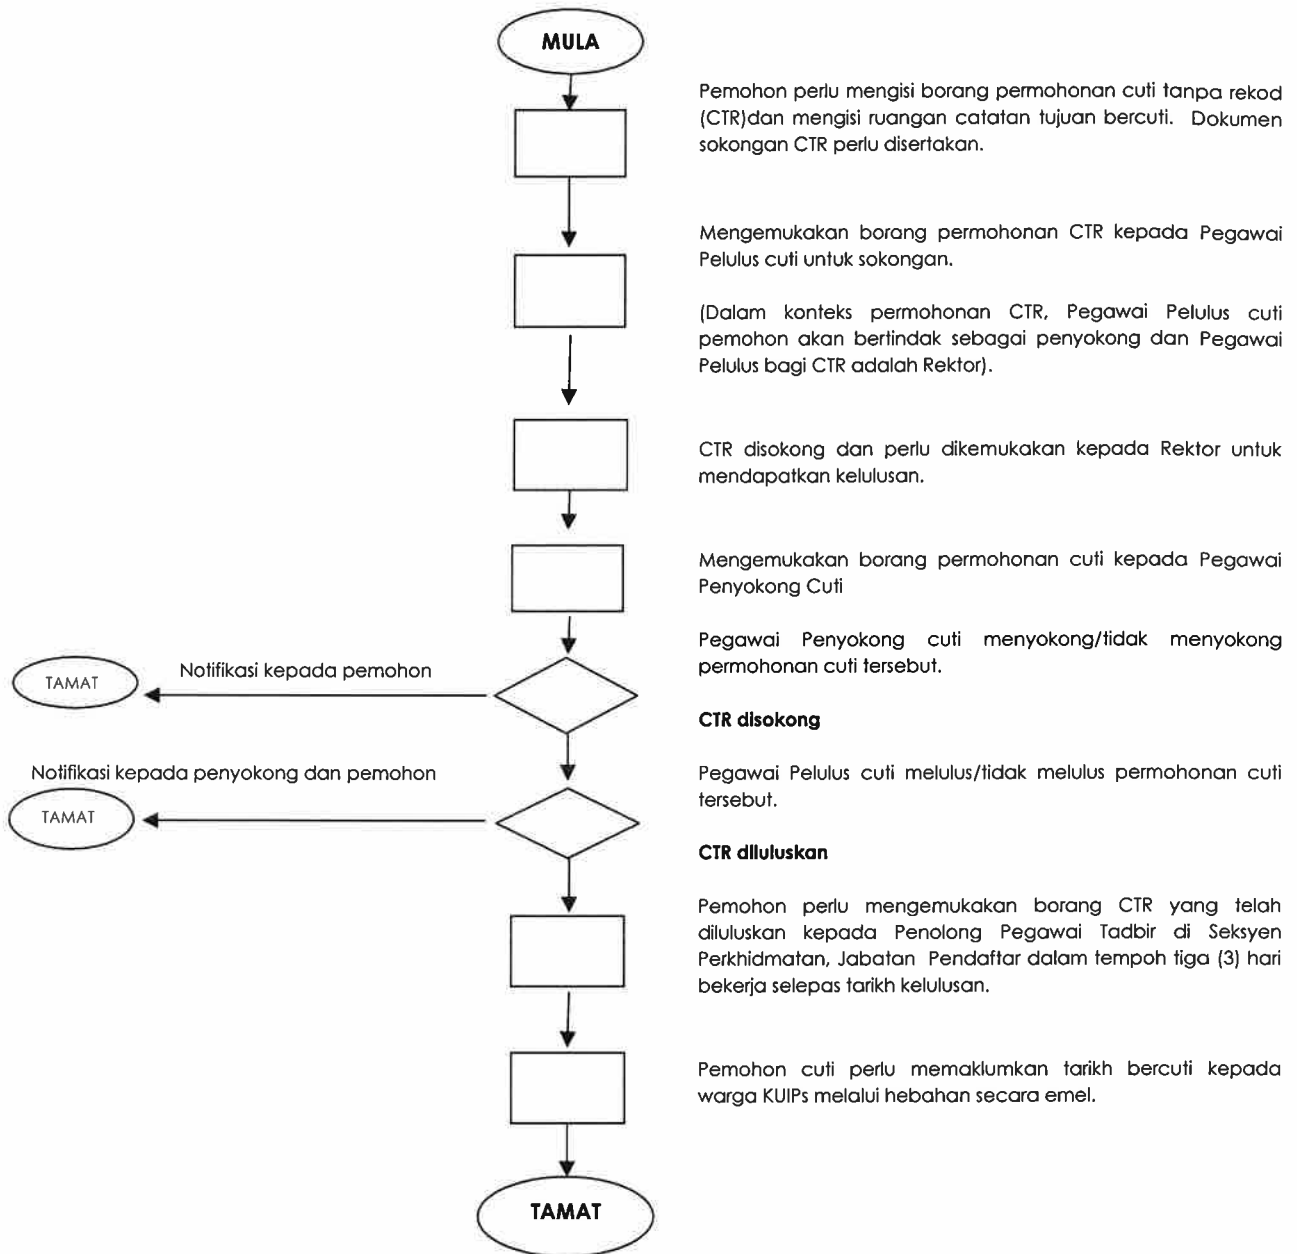 MULA
Pemohon perlu mengisi borang permohonan cuti tanpa rekod
(CTR)dan mengisi ruangan catatan tujuan bercuti. Dokumen
sokongan CTR perlu disertakan.
Mengemukakan borang permohonan CTR kepada Pegawai
Pelulus cuti untuk sokongan.
(Dalam konteks permohonan CTR, Pegawai Pelulus cuti
pemohon akan bertindak sebagai penyokong dan Pegawai
Pelulus bagi CTR adalah Rektor).
CTR disokong dan perlu dikemukakan kepada Rektor untuk
mendapatkan kelulusan.
Mengemukakan borang permohonan cuti kepada Pegawai
Penyokong Cuti
Pegawai Penyokong cuti menyokong/tidak menyokong
permohonan cuti tersebut.
Notifikasi kepada pemohon
TAMAT
CTR disokong
Notifikasi kepada penyokong dan pemohon
TAMAT
Pegawai Pelulus cuti melulus/tidak melulus permohonan cuti
tersebut.
CTR diluluskan
Pemohon perlu mengemukakan borang CTR yang telah
diluluskan kepada Penolong Pegawai Tadbir di Seksyen
Perkhidmatan, Jabatan Pendaftar dalam tempoh tiga (3) hari
bekerja selepas tarikh kelulusan.
Pemohon cuti perlu memaklumkan tarikh bercuti kepada
warga KUIPs melalui hebahan secara emel.
TAMAT